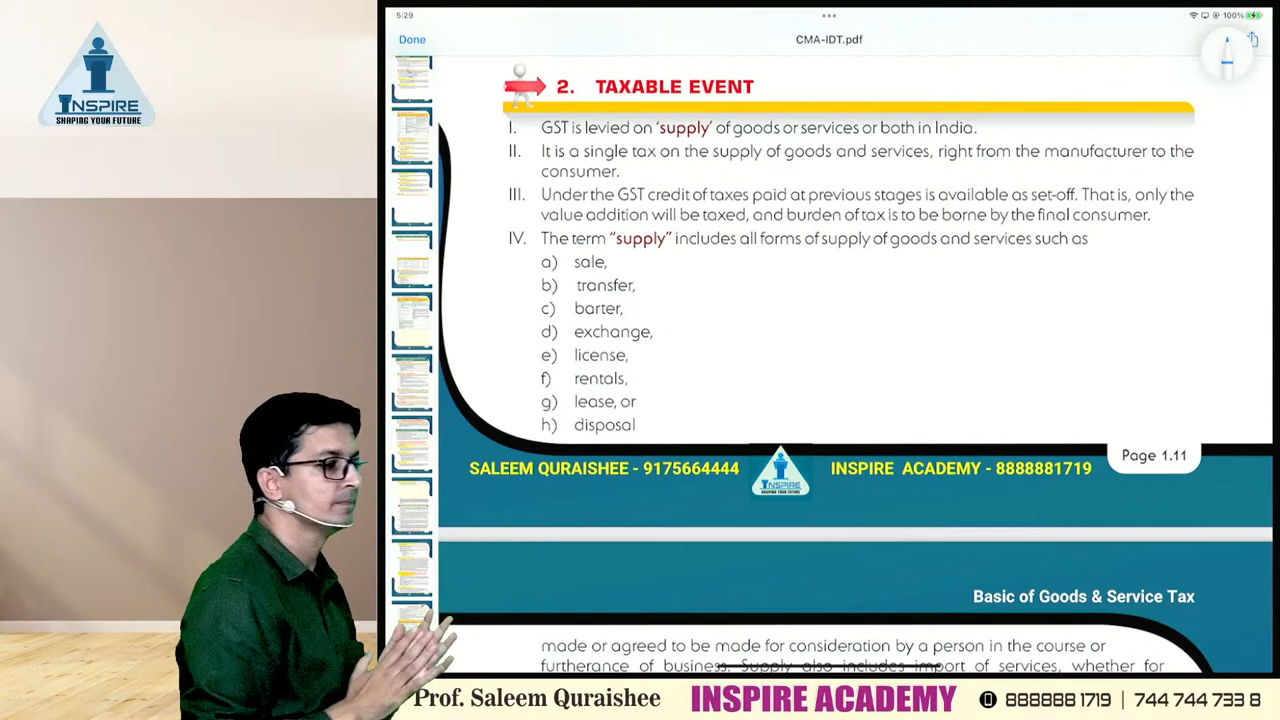 5:29
100%
Done
CMA-IDT.pdf
INSPIRE
SHAPING YOUR FUTURE
2. TAXABLE EVENT
I. GST is levied on 'supply' of goods or services or both in India.
II. It is single tax on the supply of goods and services, right from the manufacturer to the
consumer.
III. Under the GST credit of taxes paid at previous stages is available asset-off. That is, only the
value addition will be taxed, and burden of tax is to be borne by the final consumer.
IV. The term "supply" includes all forms of supply of goods and services such as
a) sale,
b) transfer,
c) barter,
d) exchange,
e) license,
f) rentals,
g) lease, or
h) disposal
Page 1.11
SALEEM QURAISHEE - 9175664444
INSPIRE
SHAPING YOUR FUTURE
INSPIRE ACADEMY - 8888881719
Basic of Goods & Service Tax
made or agreed to be made for consideration by a person in the course or
furtherance of business. Supply also includes import of services, whether for
Prof. Saleem Quraishee INSPIRE ACADEMY 888888 1719 | 744 744 733 8